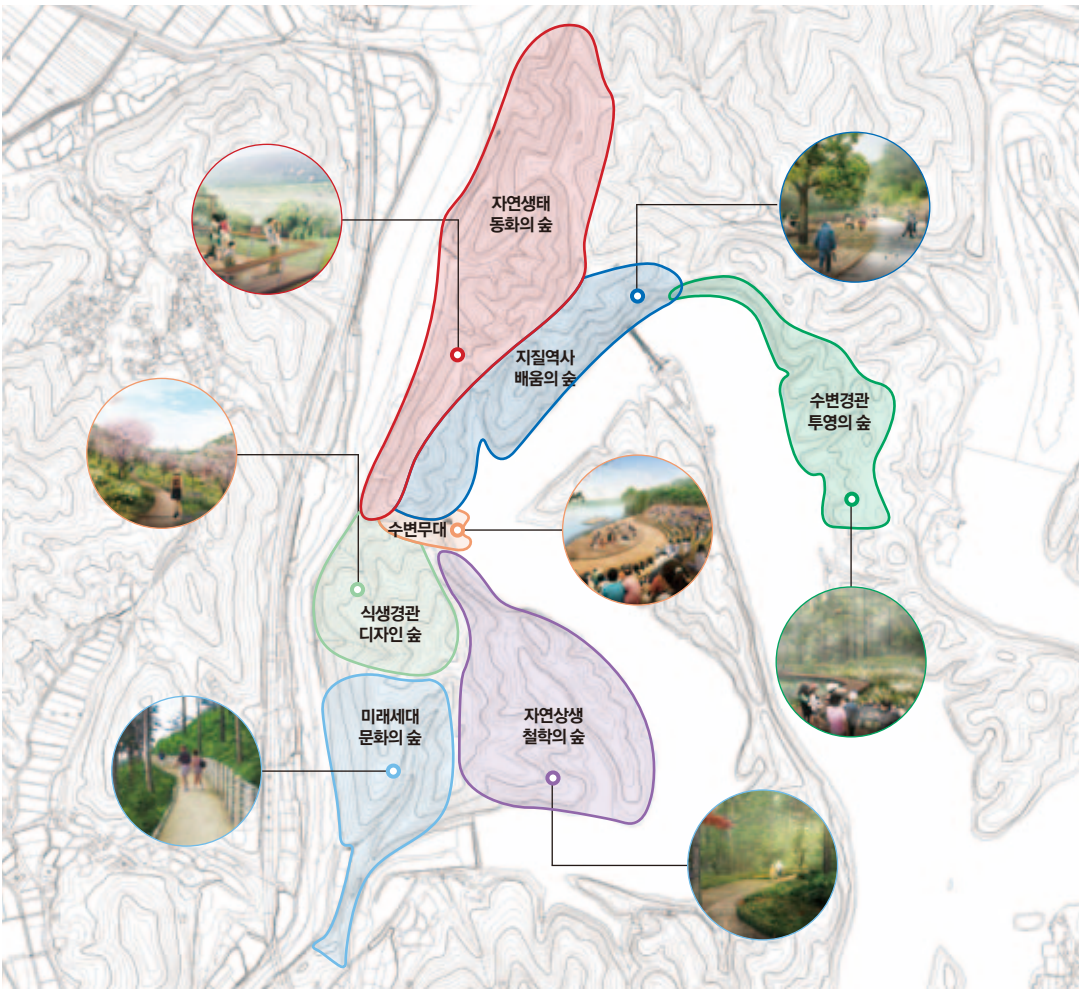 자연생태
동화의 숲
지질역사
배움의 숲
수변경관
투영의 숲
수변무대
식생경관
디자인 숲
미래세대
문화의 숲
자연상생
철학의 숲